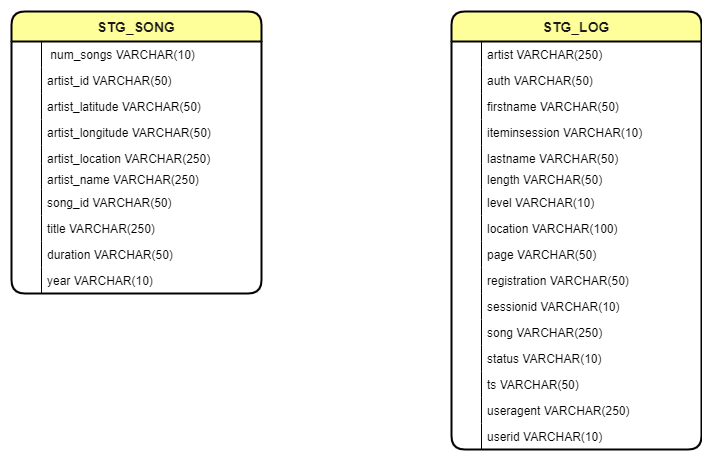 STG_SONG
num_songs VARCHAR(10)
artist_id VARCHAR(50)
artist_latitude VARCHAR(50)
artist_longitude VARCHAR(50)
artist_location VARCHAR(250)
artist_name VARCHAR(250)
song_id VARCHAR(50)
title VARCHAR(250)
duration VARCHAR(50)
year VARCHAR(10)
STG_LOG
artist VARCHAR(250)
auth VARCHAR(50)
firstname VARCHAR(50)
iteminsession VARCHAR(10)
lastname VARCHAR(50)
length VARCHAR(50)
level VARCHAR(10)
location VARCHAR(100)
page VARCHAR(50)
registration VARCHAR(50)
sessionid VARCHAR(10)
song VARCHAR(250)
status VARCHAR(10)
ts VARCHAR(50)
useragent VARCHAR(250)
userid VARCHAR(10)